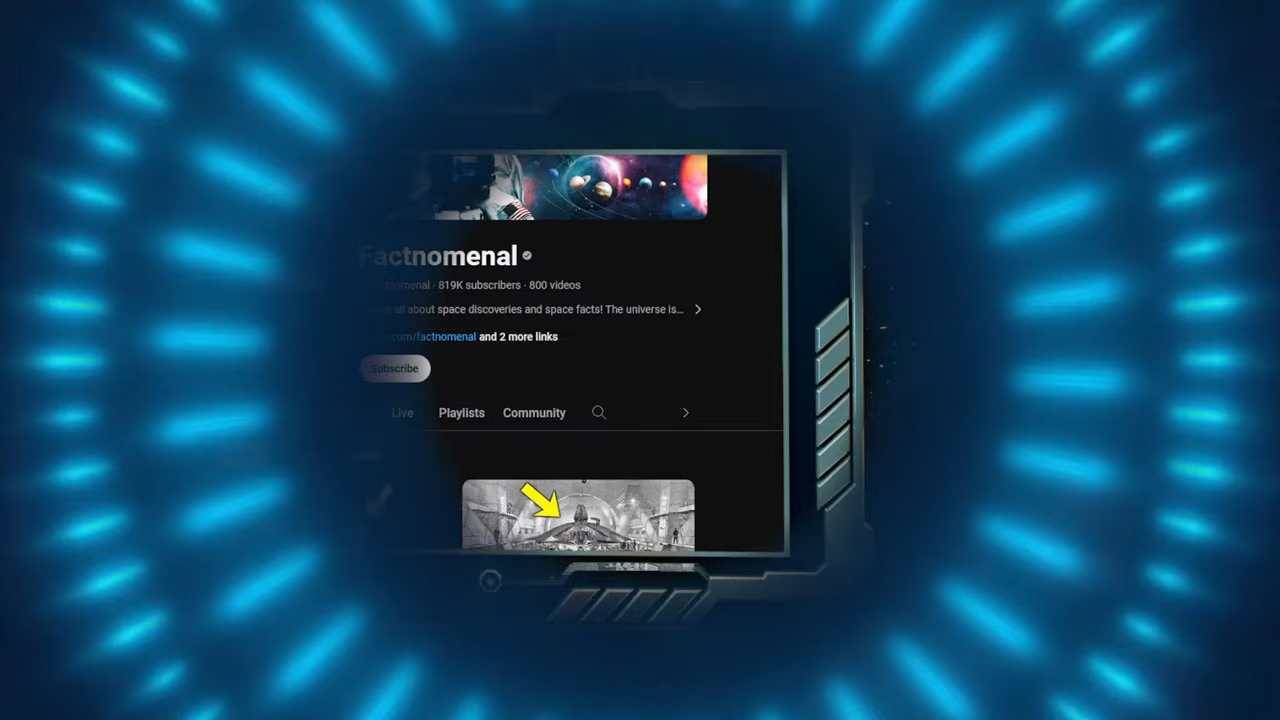 Factnomenal
819K subscribers · 800 videos
all about space discoveries and space facts! The universe is...
.com/factnomenal and 2 more links
Subscribe
Live Playlists Community